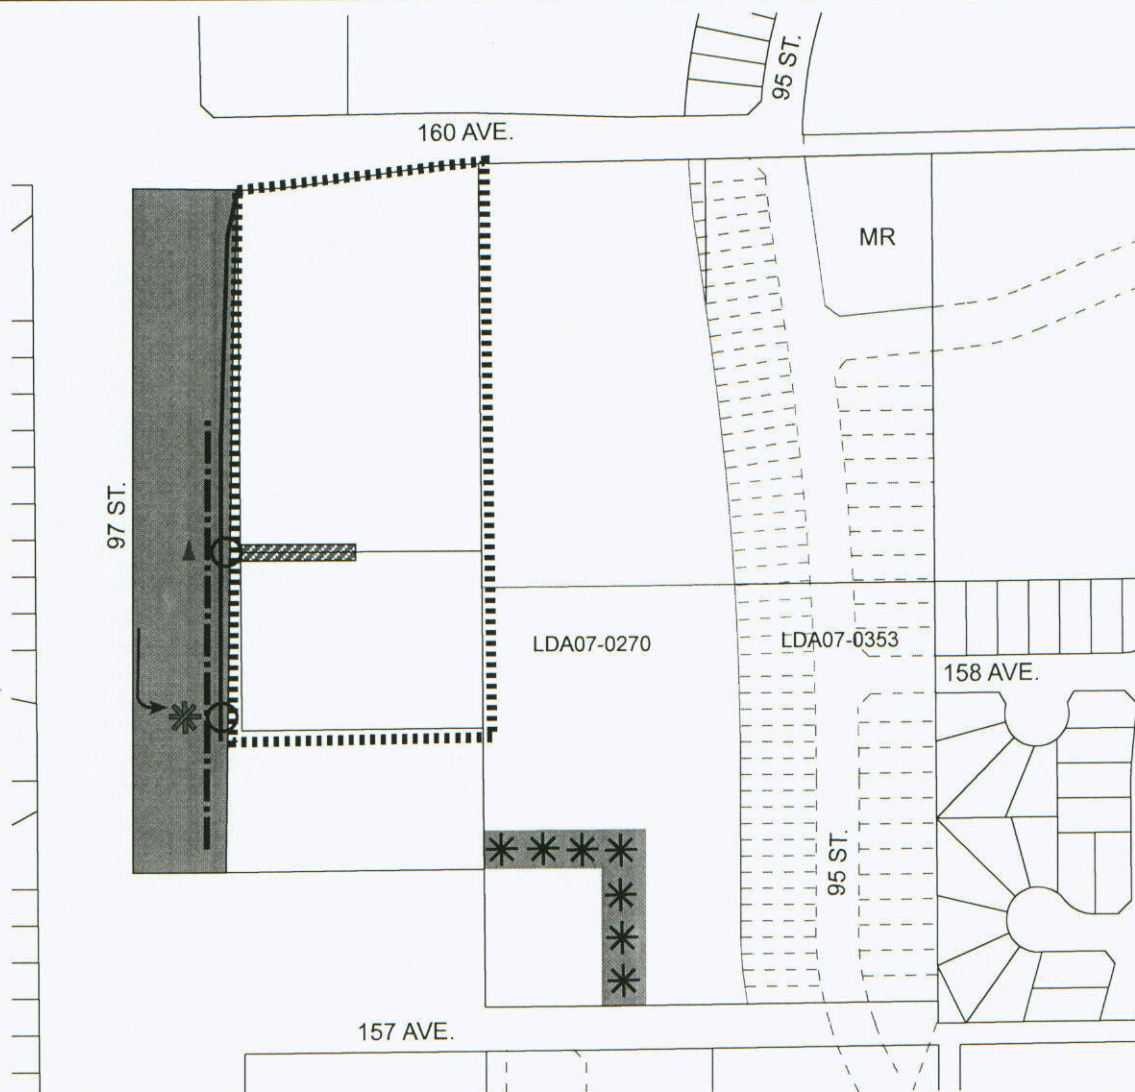 95 ST.
160 AVE.
MR
97 ST.
LDA07-0270
LDA07-0353
158 AVE.
95 ST.
157 AVE.